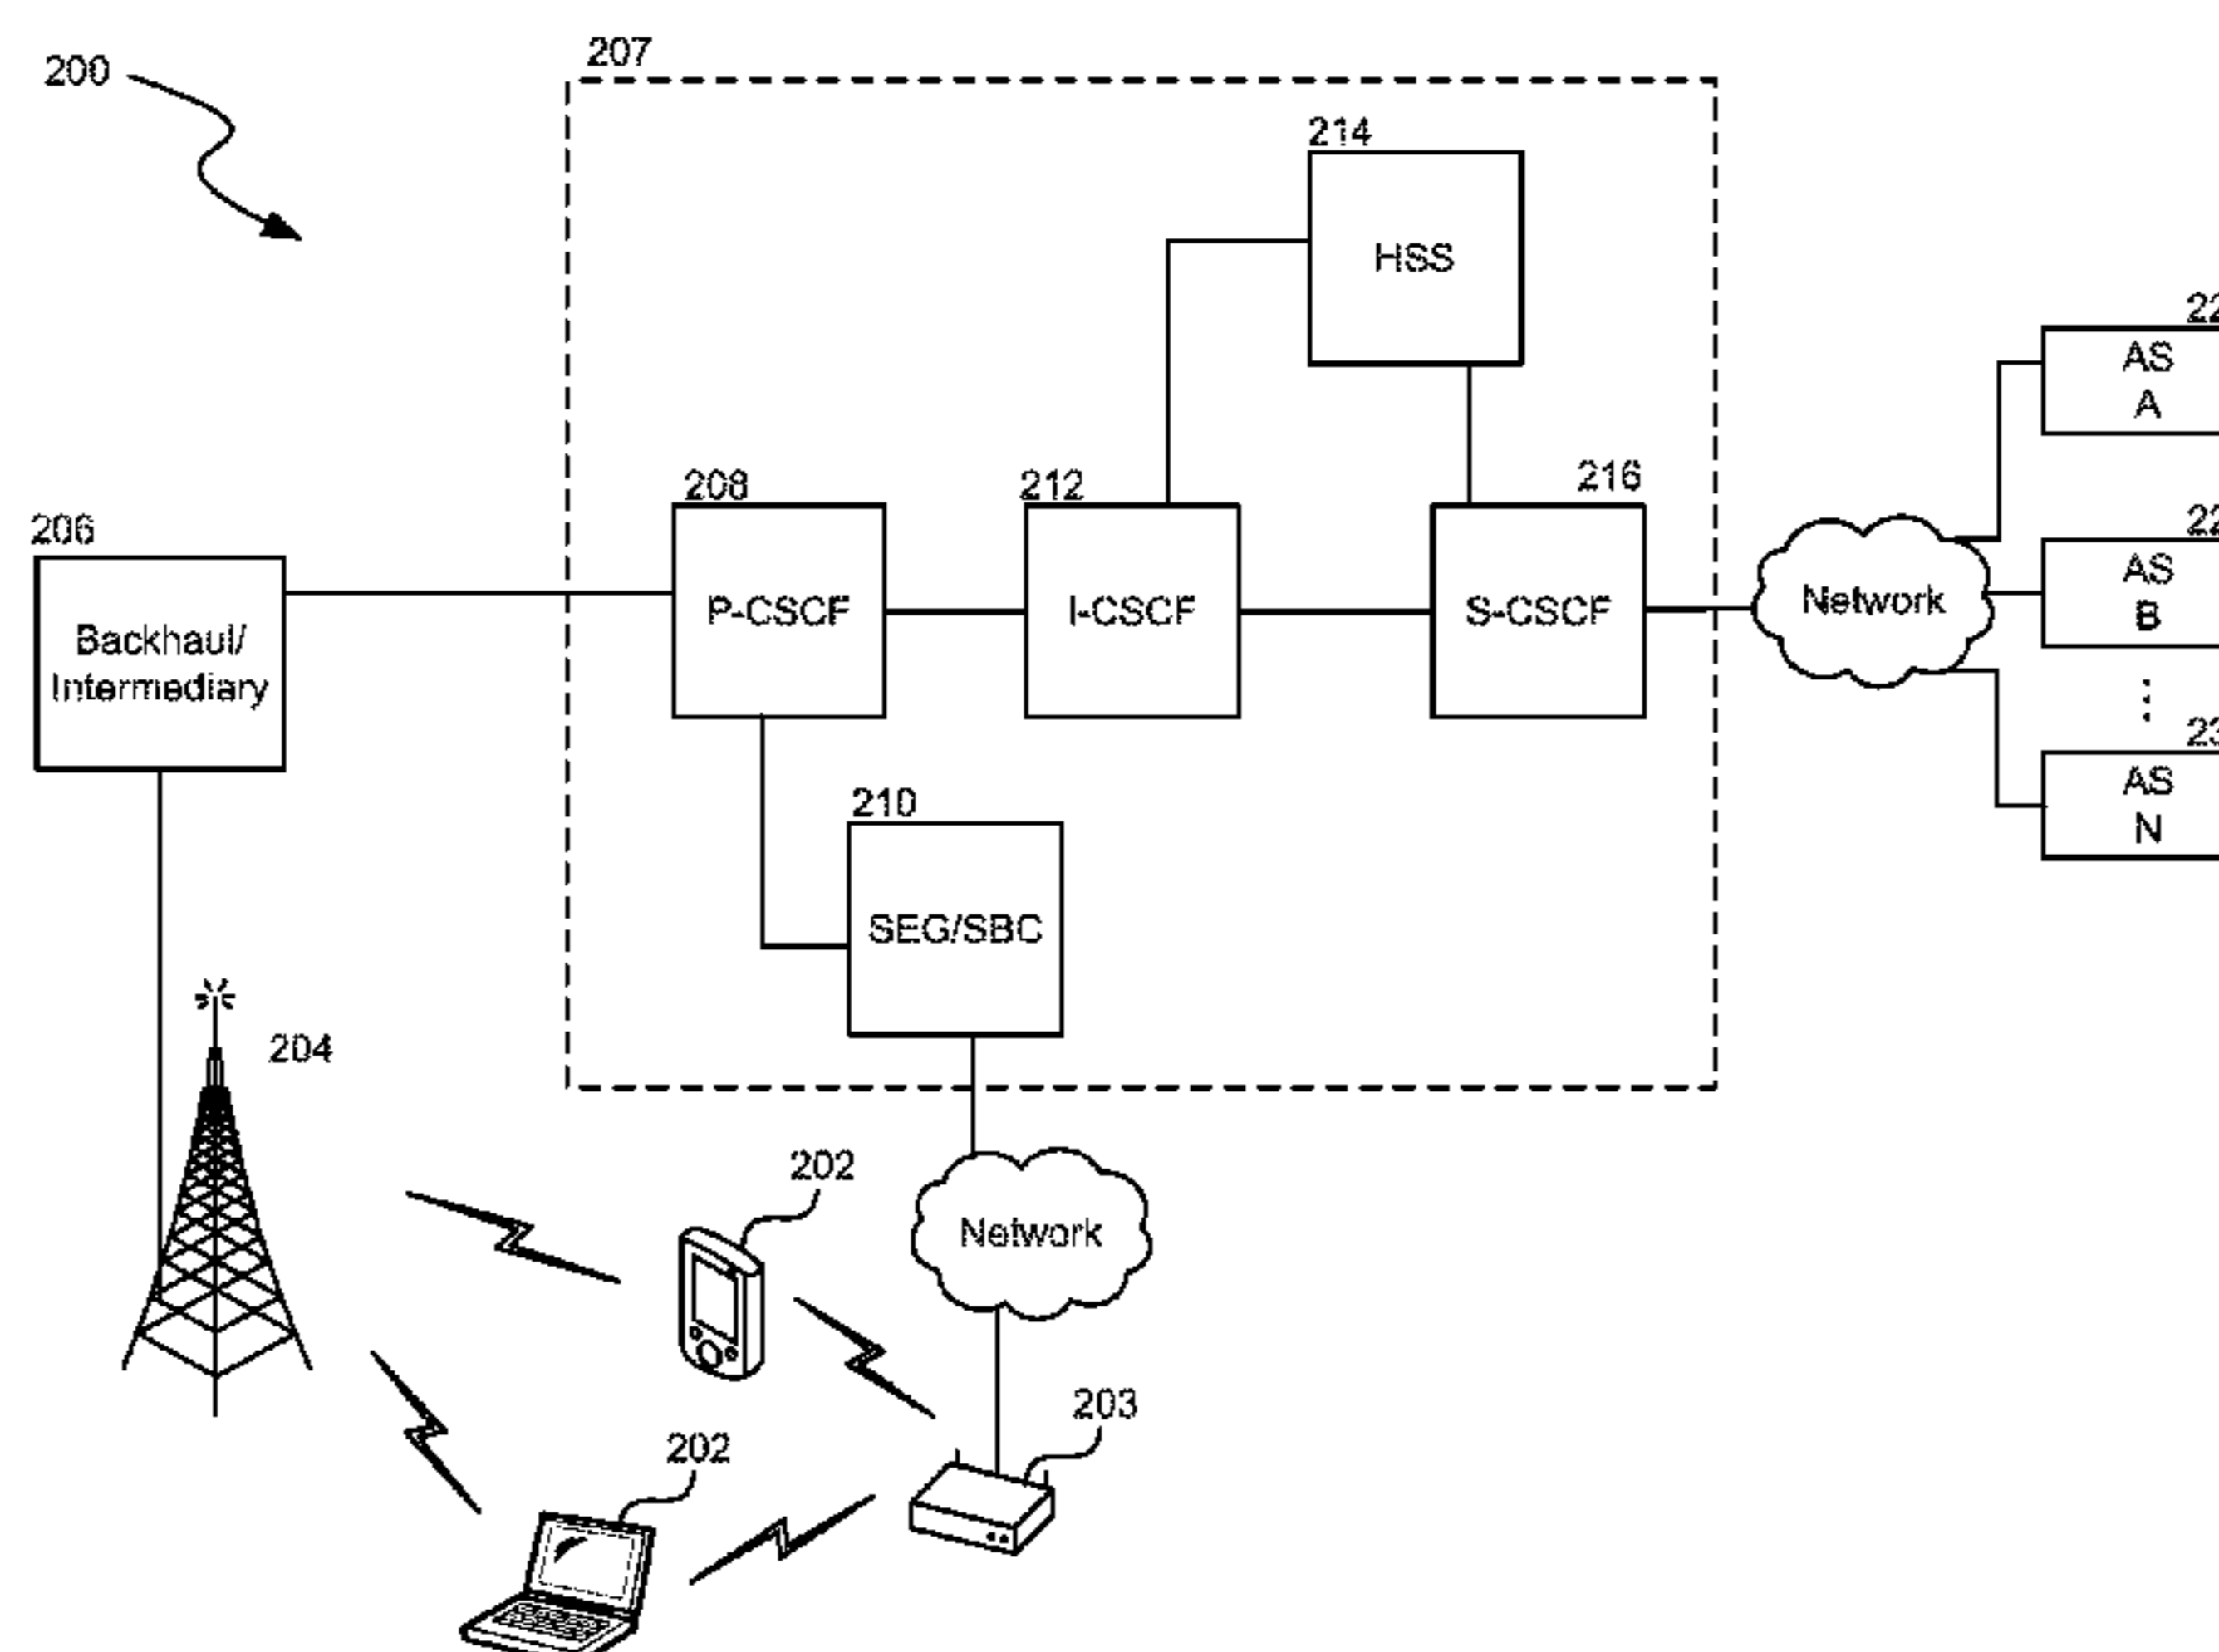 200
207
214
HSS
208
P-CSCF
212
I-CSCF
216
S-CSCF
206
Backhaul/
Intermediary
Network
AS
A
AS
B
AS
N
210
SEG/SBC
204
202
Network
203
202